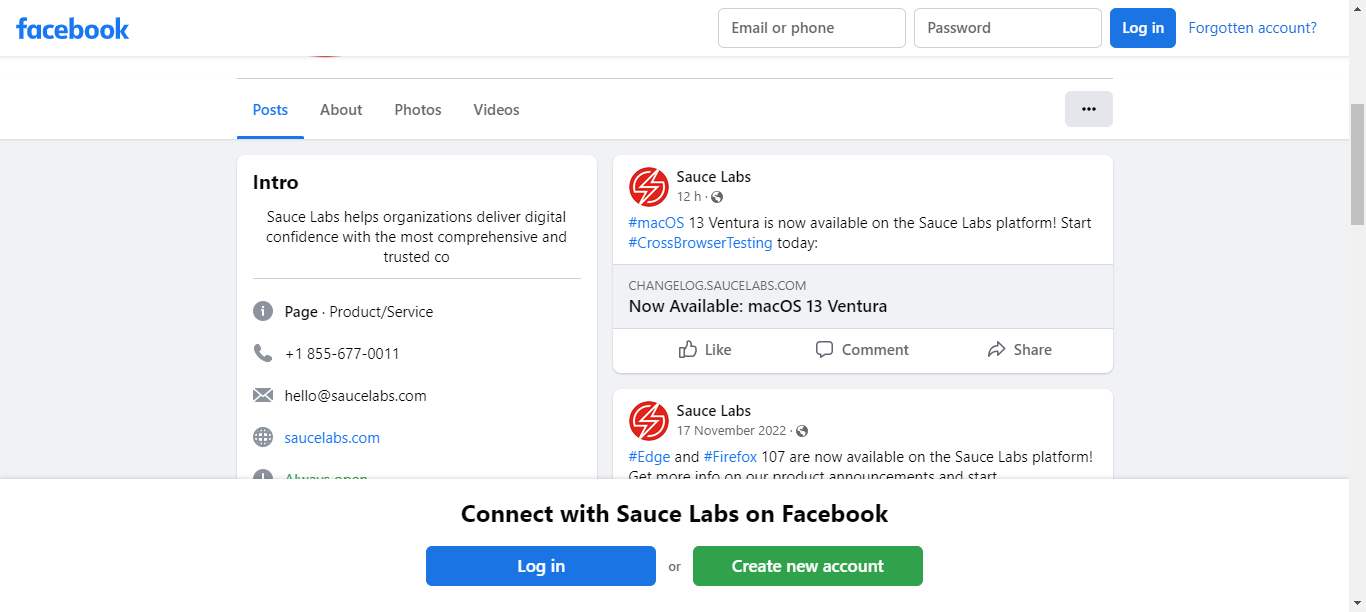 facebook
Email or phone
Password
Log in
Forgotten account?
Posts
About
Photos
Videos
Intro
Sauce Labs helps organizations deliver digital
confidence with the most comprehensive and
trusted co
Page · Product/Service
+1 855-677-0011
hello@saucelabs.com
saucelabs.com
Always open
Sauce Labs
12 h ·
#macOS 13 Ventura is now available on the Sauce Labs platform! Start
#CrossBrowserTesting today:
CHANGELOG.SAUCELABS.COM
Now Available: macOS 13 Ventura
Like
Comment
Share
Sauce Labs
17 November 2022 ·
#Edge and #Firefox 107 are now available on the Sauce Labs platform!
Get more info on our product announcements and start
Connect with Sauce Labs on Facebook
Log in
or
Create new account